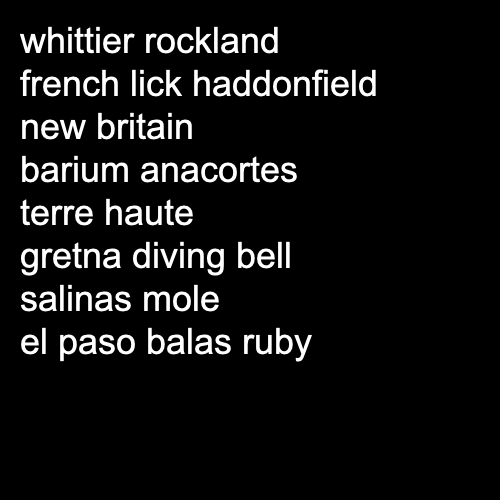 whittier rockland
french lick haddonfield
new britain
barium anacortes
terre haute
gretna diving bell
salinas mole
el paso balas ruby